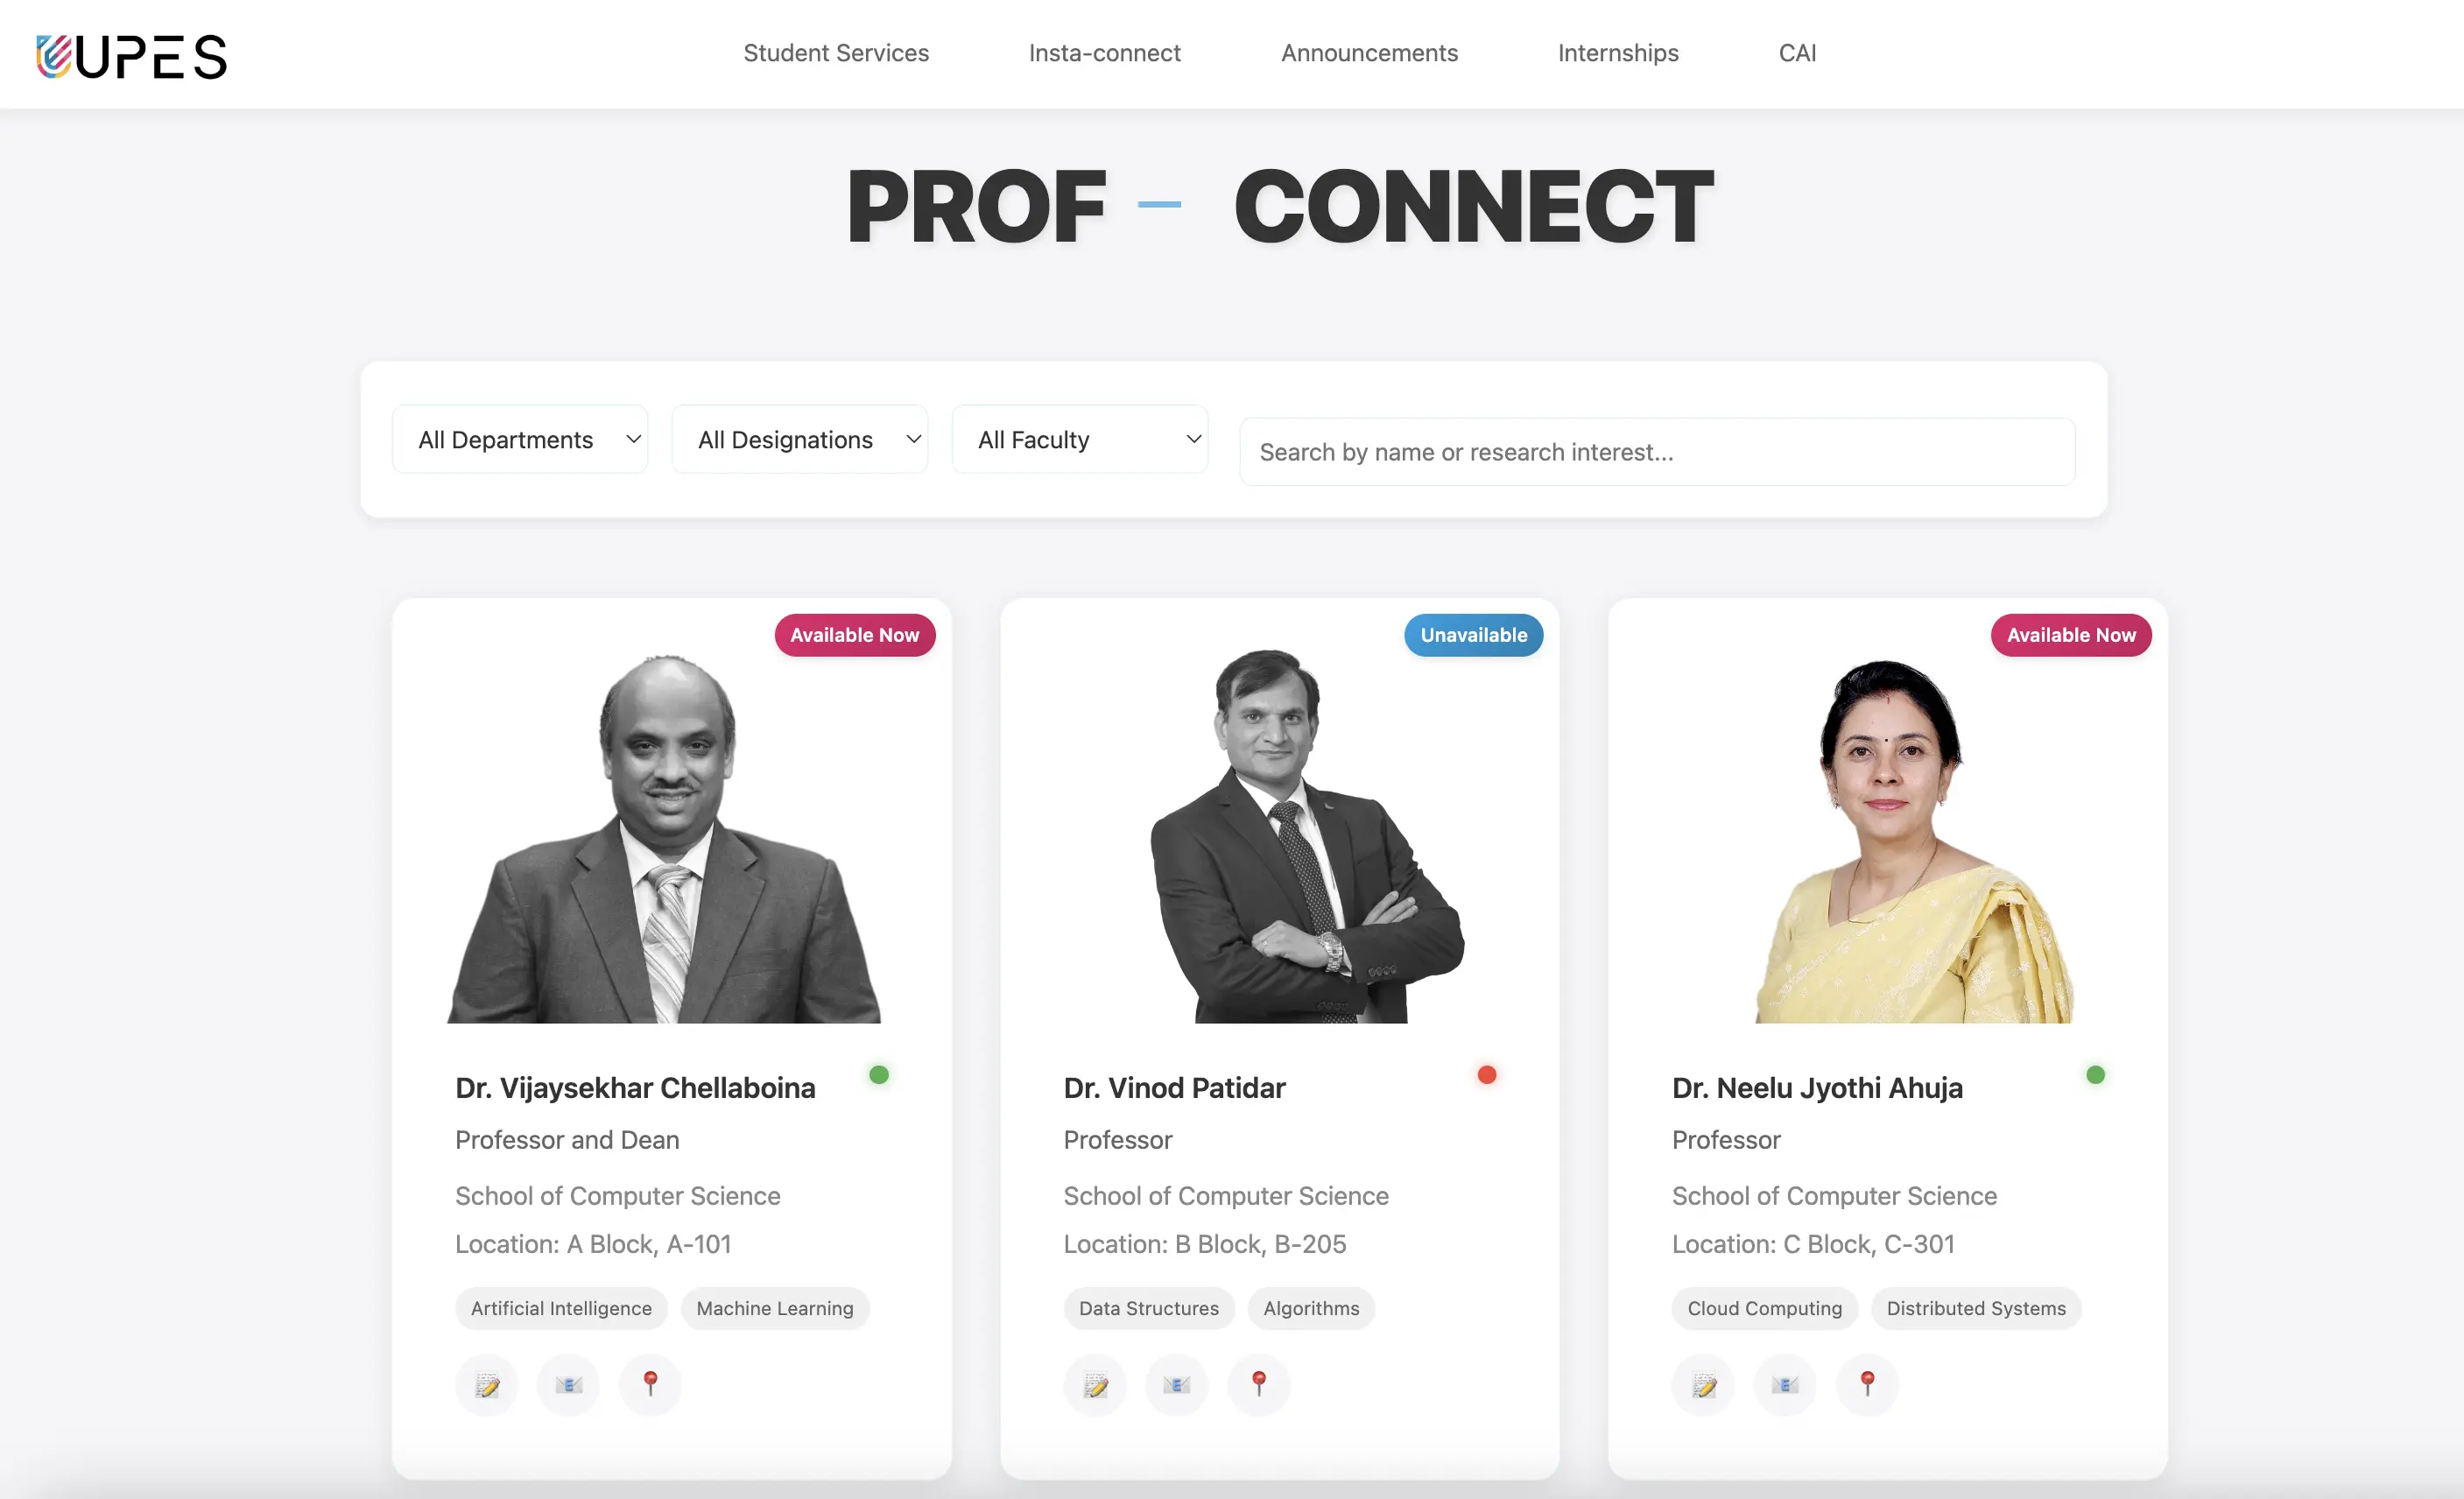 UPES
Student Services
Insta-connect
Announcements
Internships
CAI
PROF – CONNECT
All Departments
All Designations
All Faculty
Search by name or research interest...
Available Now
Dr. Vijaysekhar Chellaboina
Professor and Dean
School of Computer Science
Location: A Block, A-101
Artificial Intelligence
Machine Learning
Unavailable
Dr. Vinod Patidar
Professor
School of Computer Science
Location: B Block, B-205
Data Structures
Algorithms
Available Now
Dr. Neelu Jyothi Ahuja
Professor
School of Computer Science
Location: C Block, C-301
Cloud Computing
Distributed Systems